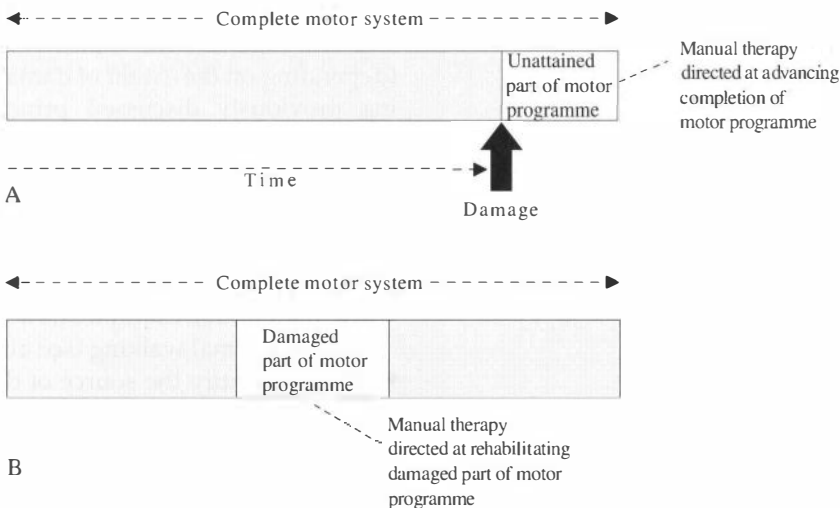 Complete motor system
Unattained
part of motor
programme
Manual therapy
directed at advancing
completion of
motor programme
Time
A
Damage
Complete motor system
Damaged
part of motor
programme
Manual therapy
directed at rehabilitating
damaged part of motor
programme
B